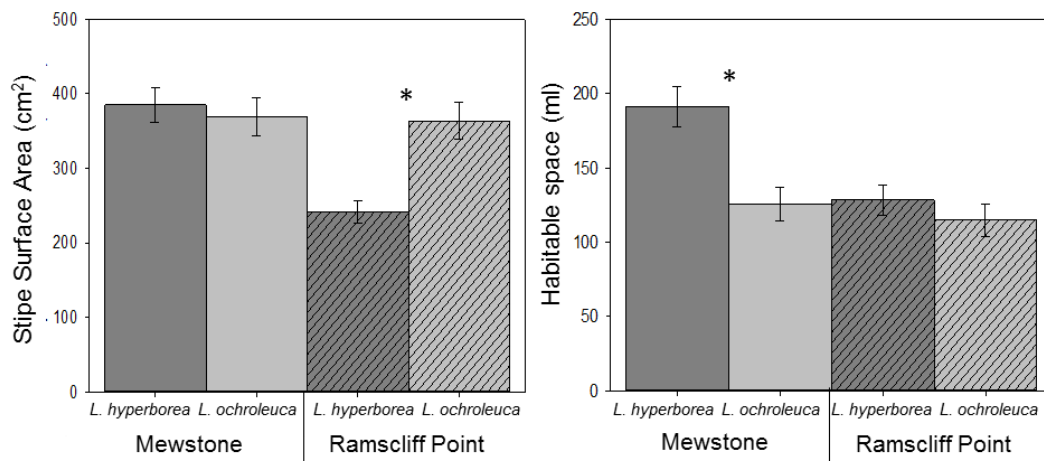 Stipe Surface Area (cm²)
500
400
300
200
100
0
*
L. hyperborea L. ochroleuca L. hyperborea L. ochroleuca
Mewstone Ramscliff Point
Habitable space (ml)
250
200
150
100
50
0
*
L. hyperborea L. ochroleuca L. hyperborea L. ochroleuca
Mewstone Ramscliff Point